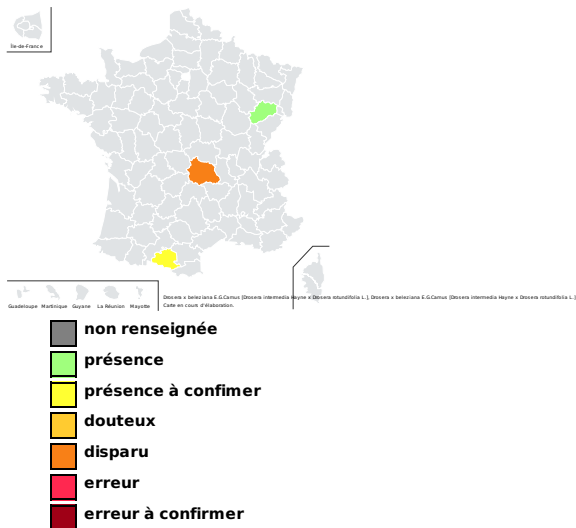 Île-de-France
Guadeloupe Martinique Guyane La Réunion Mayotte
Drosera x beleziana E.G.Camus [Drosera intermedia Hayne x Drosera rotundifolia L.], Drosera x beleziana E.G.Camus [Drosera intermedia Hayne x Drosera rotundifolia L.]
Carte en cours d'élaboration.
non renseignée
présence
présence à confimer
douteux
disparu
erreur
erreur à confirmer